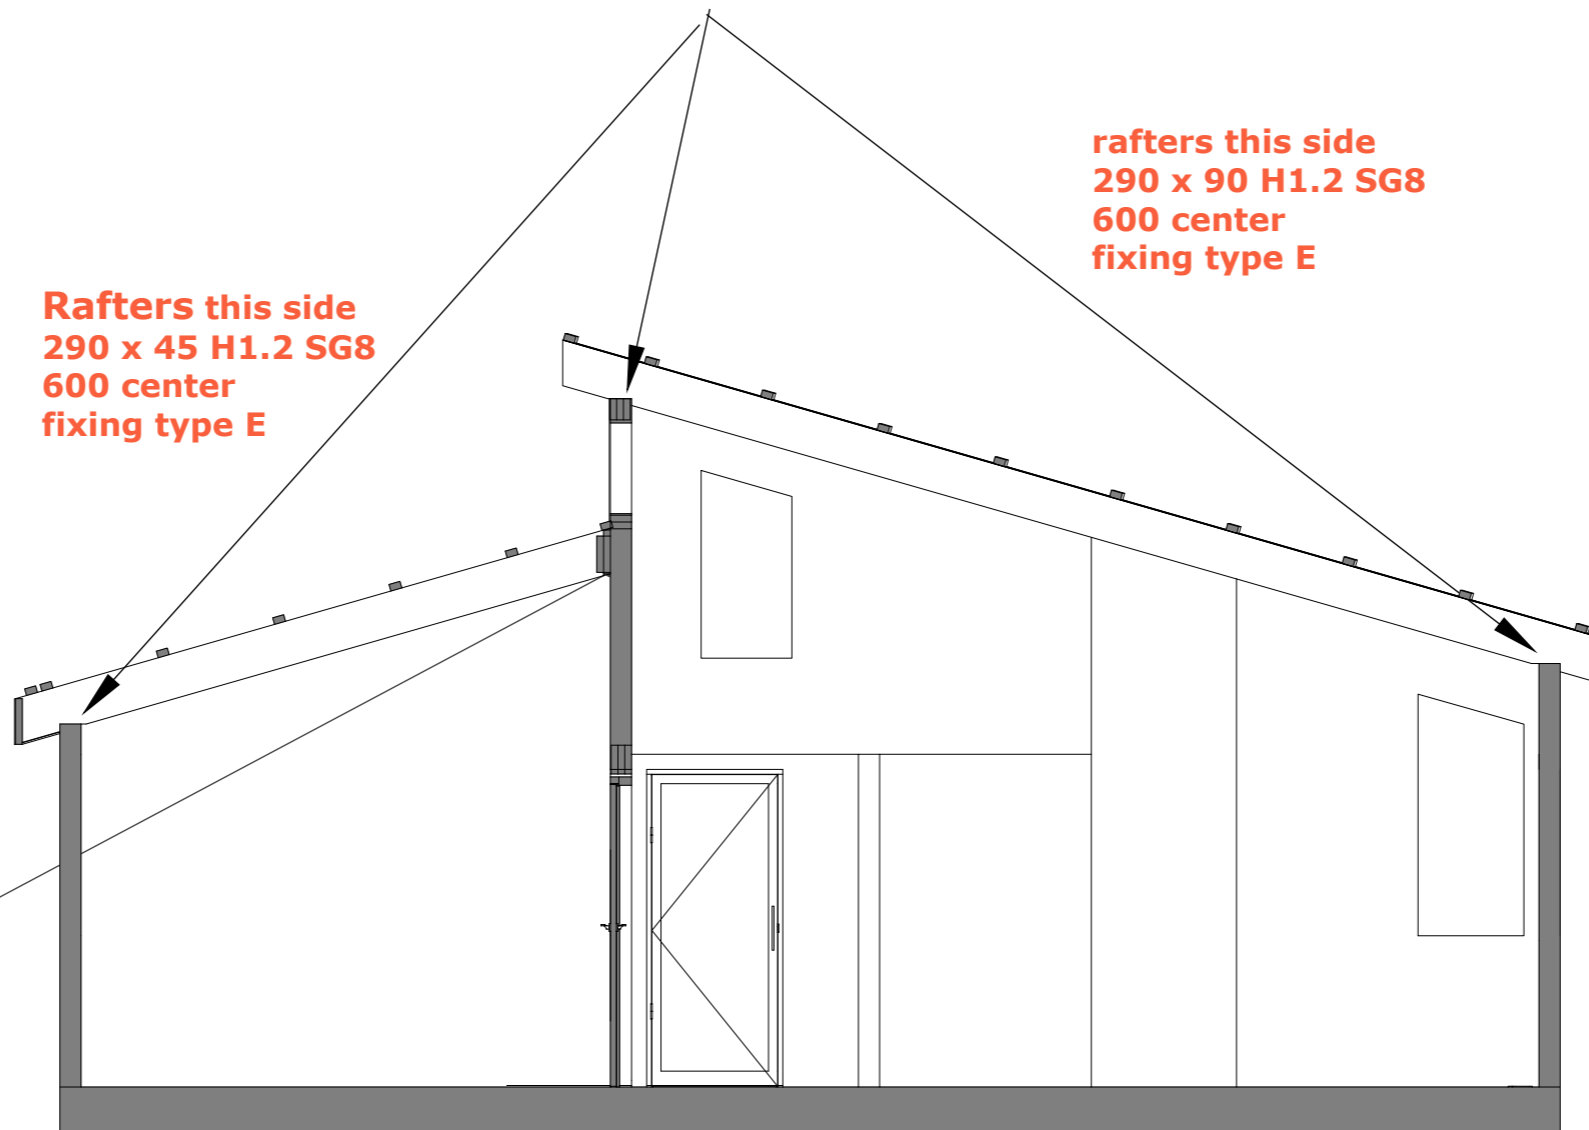 rafters this side
290 x 90 H1.2 SG8
600 center
fixing type E
Rafters this side
290 x 45 H1.2 SG8
600 center
fixing type E